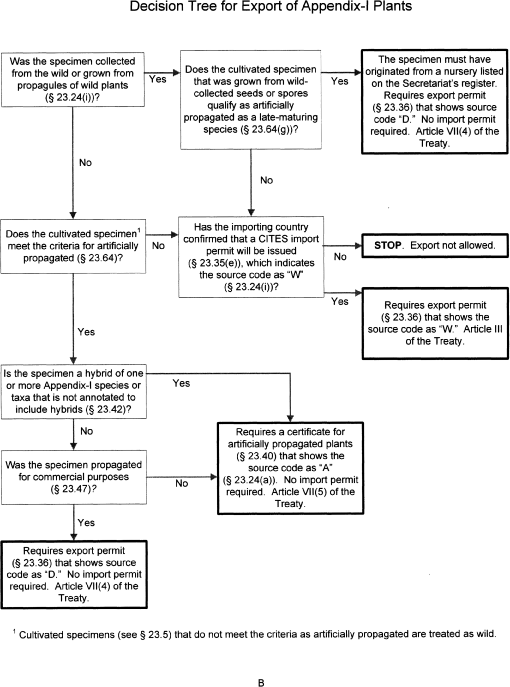 Decision Tree for Export of Appendix-I Plants
Was the specimen collected
from the wild or grown from
propagules of wild plants
(§ 23.24(i))?
Yes
Does the cultivated specimen
that was grown from wild-
collected seeds or spores
qualify as artificially
propagated as a late-maturing
species (§ 23.64(g))?
Yes
The specimen must have
originated from a nursery listed
on the Secretariat's register.
Requires export permit
(§ 23.36) that shows source
code "D." No import permit
required. Article VII(4) of the
Treaty.
No
No
Does the cultivated specimen¹
meet the criteria for artificially
propagated (§ 23.64)?
No
Has the importing country
confirmed that a CITES import
permit will be issued
(§ 23.35(e)), which indicates
the source code as "W"
(§ 23.24(i))?
No
STOP. Export not allowed.
Yes
Requires export permit
(§ 23.36) that shows the
source code as "W." Article III
of the Treaty.
Yes
Is the specimen a hybrid of one
or more Appendix-I species or
taxa that is not annotated to
include hybrids (§ 23.42)?
Yes
No
Requires a certificate for
artificially propagated plants
(§ 23.40) that shows the
source code as "A"
(§ 23.24(a)). No import permit
required. Article VII(5) of the
Treaty.
Was the specimen propagated
for commercial purposes
(§ 23.47)?
No
Yes
Requires export permit
(§ 23.36) that shows source
code as "D." No import permit
required. Article VII(4) of the
Treaty.
¹ Cultivated specimens (see § 23.5) that do not meet the criteria as artificially propagated are treated as wild.
B